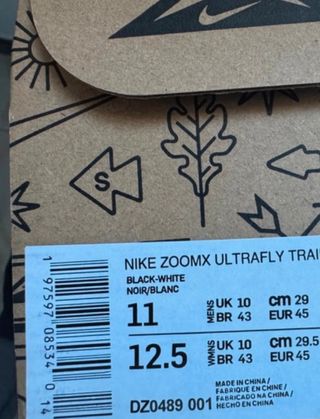 S
NIKE ZOOMX ULTRAFLY TRAI
BLACK-WHITE
NOIR/BLANC
11 MENS UK 10 cm 29
BR 43 EUR 45
12.5 WMNS UK 10 cm 29.5
BR 43 EUR 45
MADE IN CHINA/
FABRIQUE EN CHINE/
FABRICADO NA CHINA/
HECHO EN CHINA
DZ0489 001
1 97597 08534 0 14